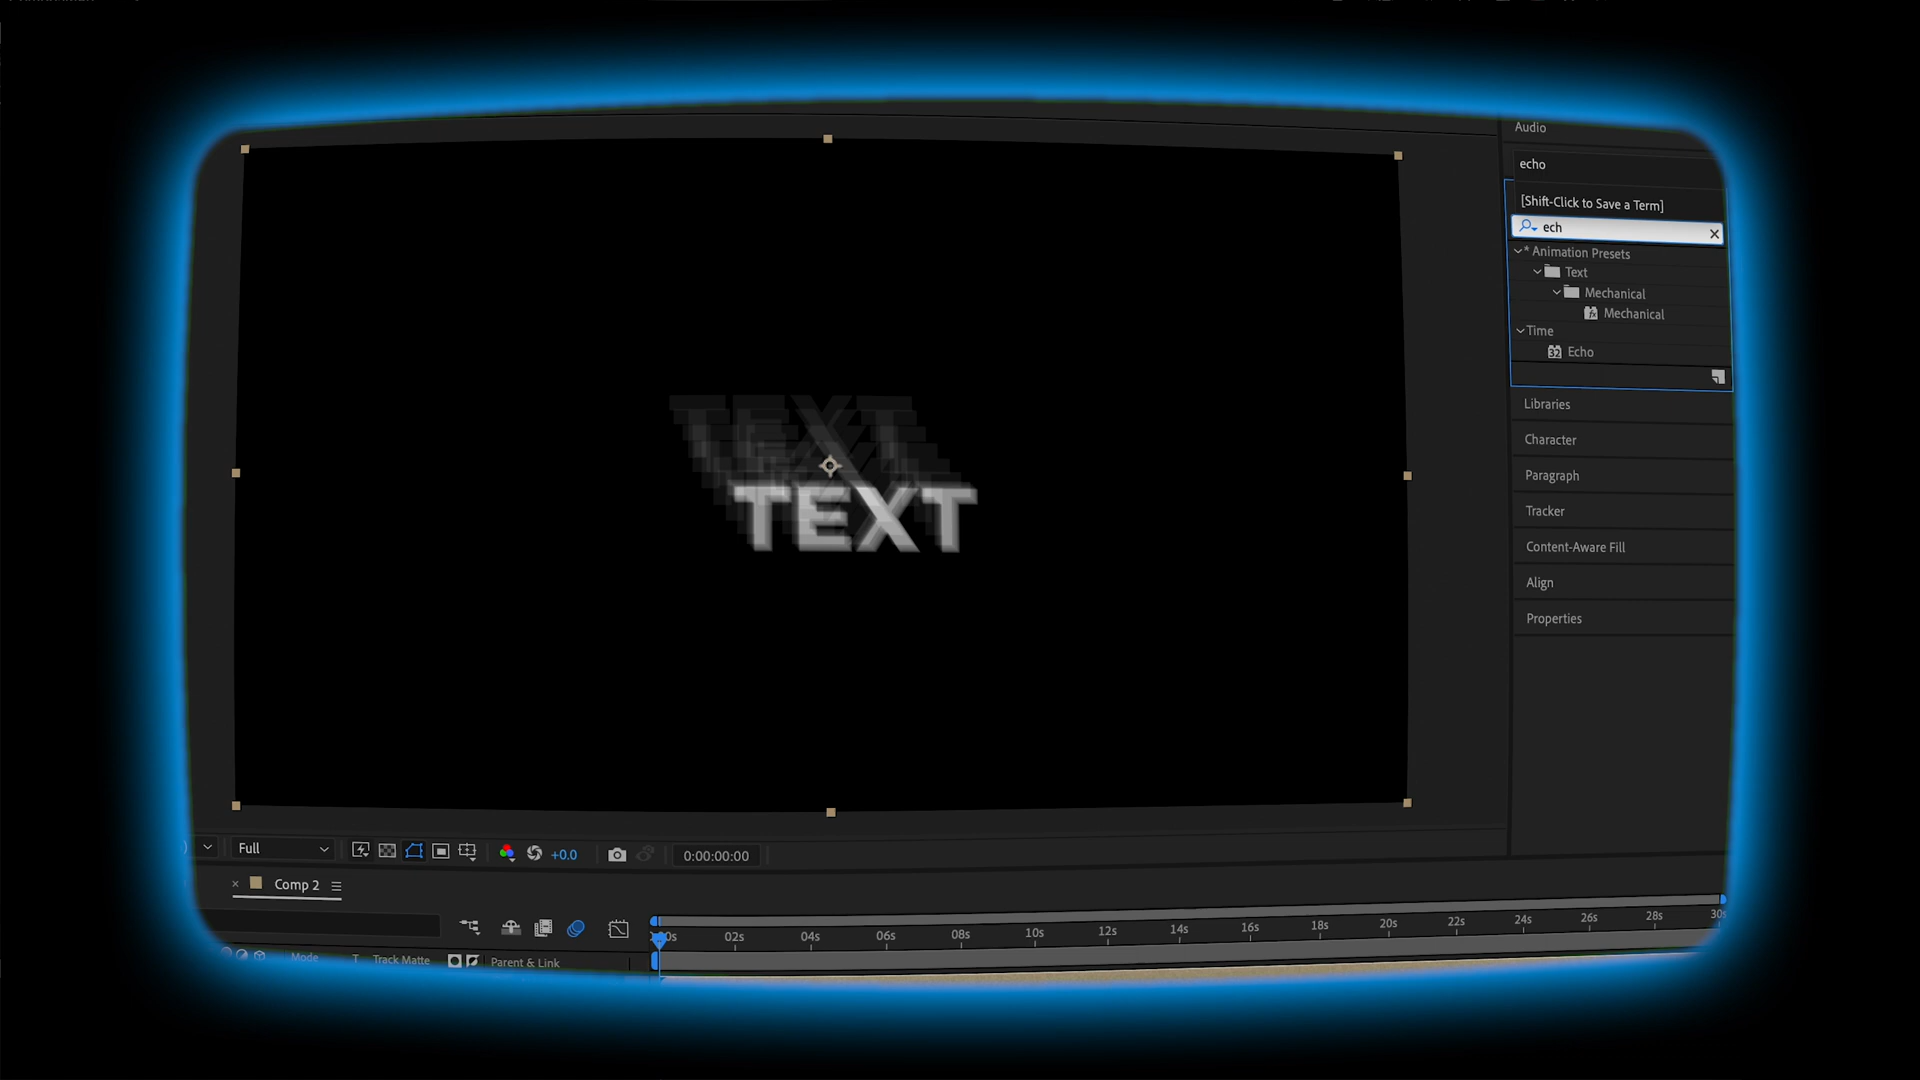 Audio
echo
[Shift-Click to Save a Term]
ech
* Animation Presets
Text
Mechanical
Mechanical
Time
32 Echo
Libraries
Character
Paragraph
Tracker
Content-Aware Fill
Align
Properties
TEXT
TEXT
Full
+0.0
0:00:00:00
Comp 2
02s 04s 06s 08s 10s 12s 14s 16s 18s 20s 22s 24s 26s 28s 30s
Mode T Track Matte Parent & Link